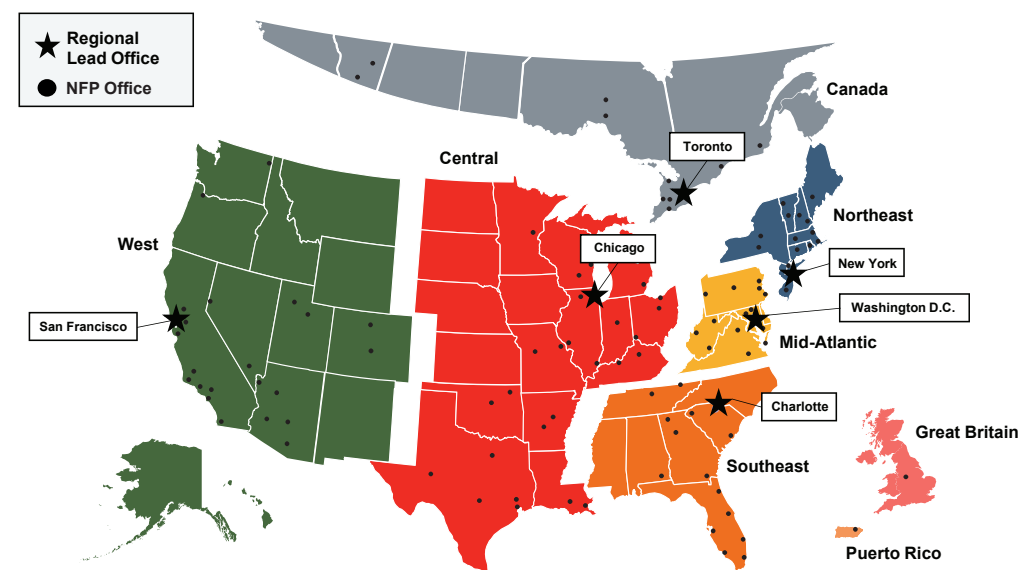 Regional
Lead Office
NFP Office
Canada
Toronto
Central
Northeast
West
Chicago
New York
San Francisco
Washington D.C.
Mid-Atlantic
Charlotte
Southeast
Great Britain
Puerto Rico